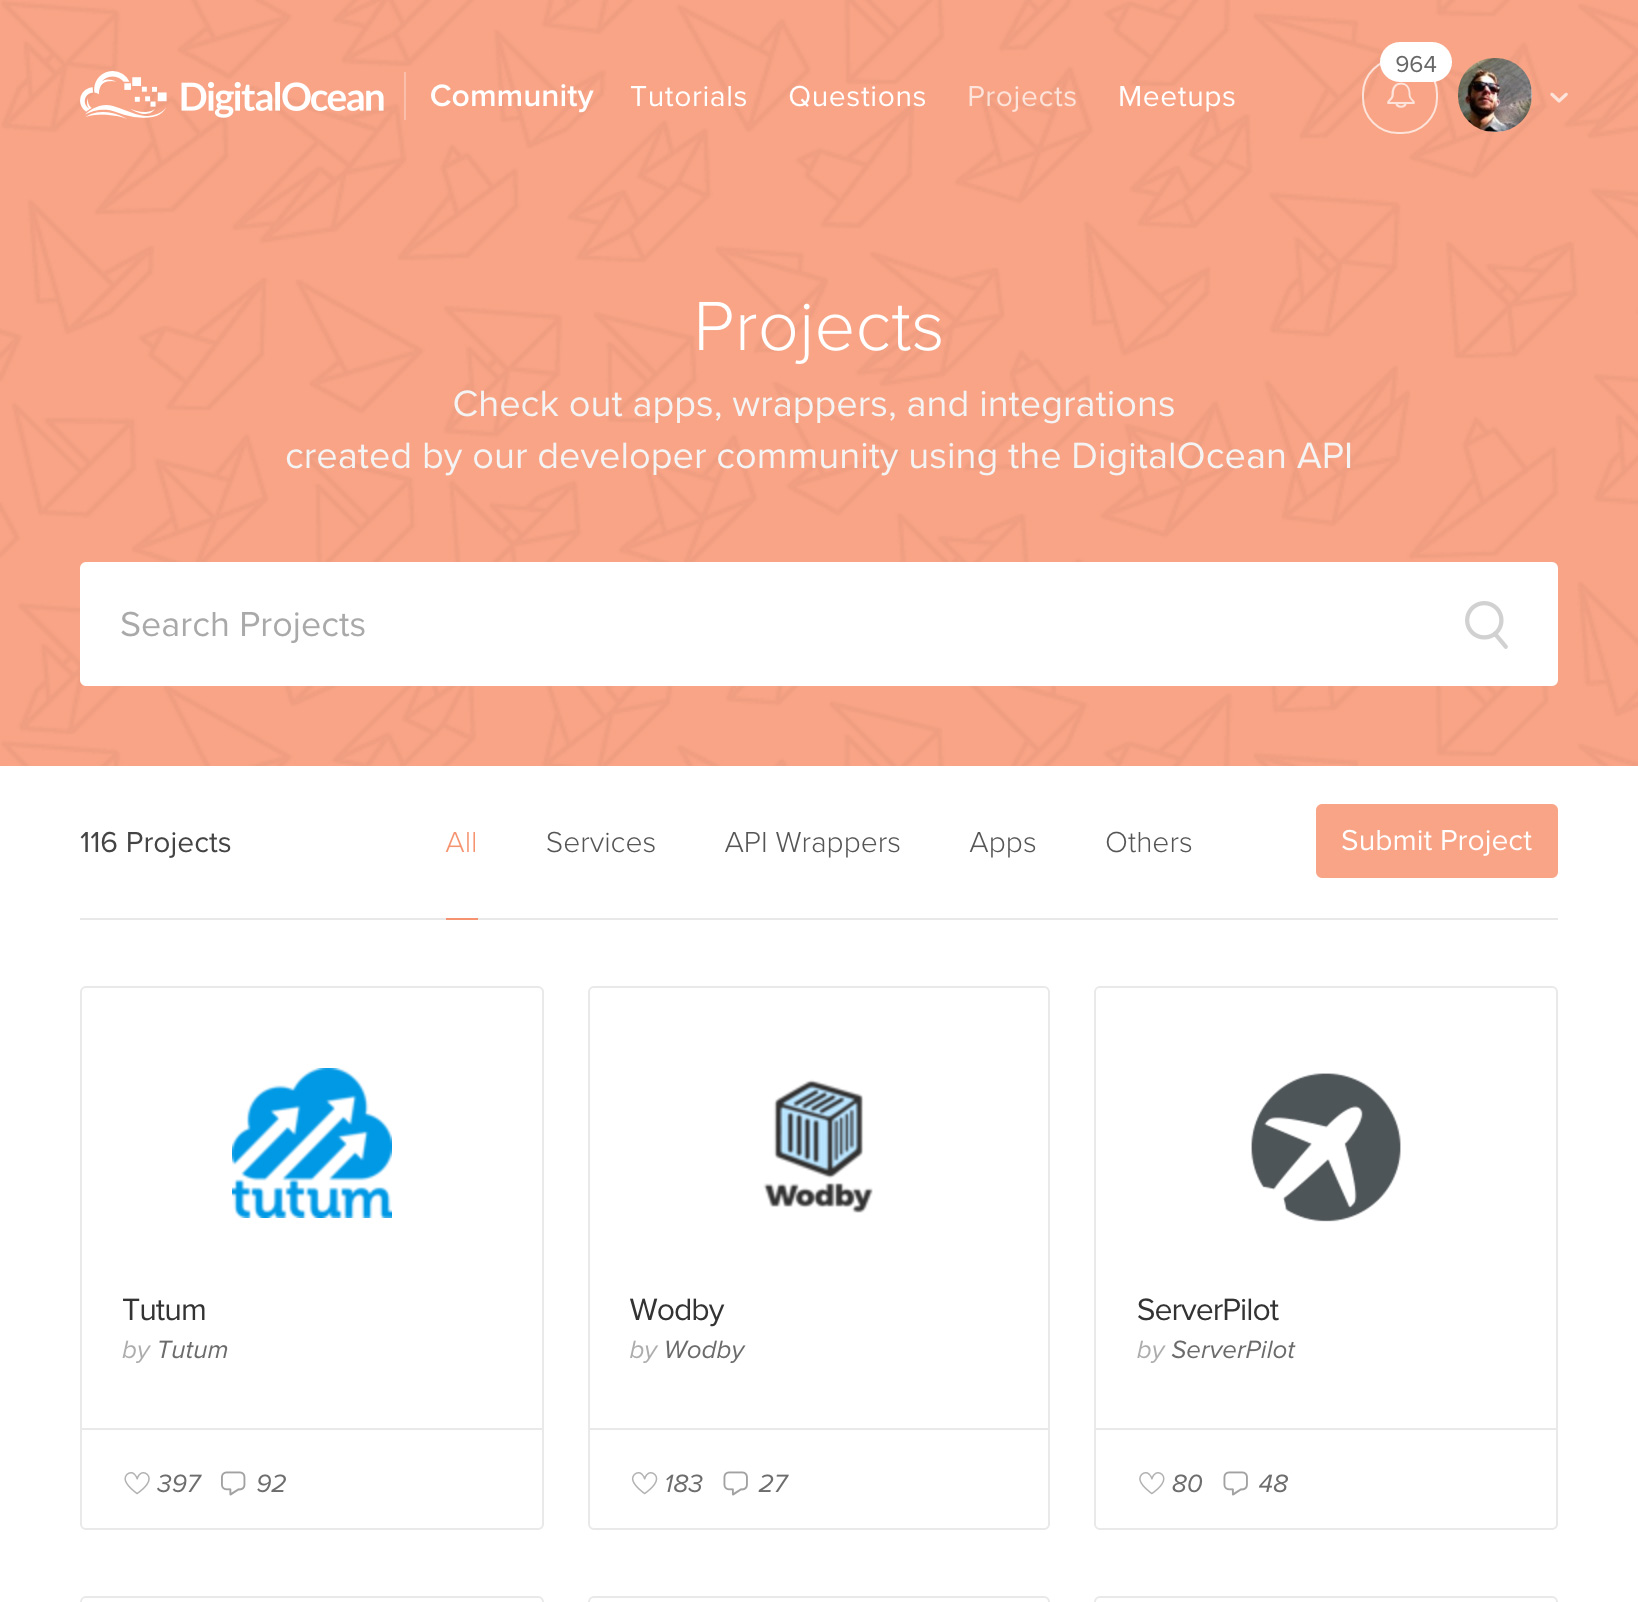 964
DigitalOcean Community Tutorials Questions Projects Meetups
Projects
Check out apps, wrappers, and integrations
created by our developer community using the DigitalOcean API
Search Projects
116 Projects All Services API Wrappers Apps Others Submit Project
tutum
Wodby
Tutum
by Tutum
397 92
Wodby
by Wodby
183 27
ServerPilot
by ServerPilot
80 48